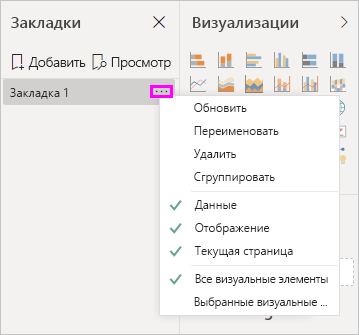 Закладки
Визуализации
Добавить
Просмотр
Закладка 1
Обновить
Переименовать
Удалить
Сгруппировать
Данные
Отображение
Текущая страница
Все визуальные элементы
Выбранные визуальные ...